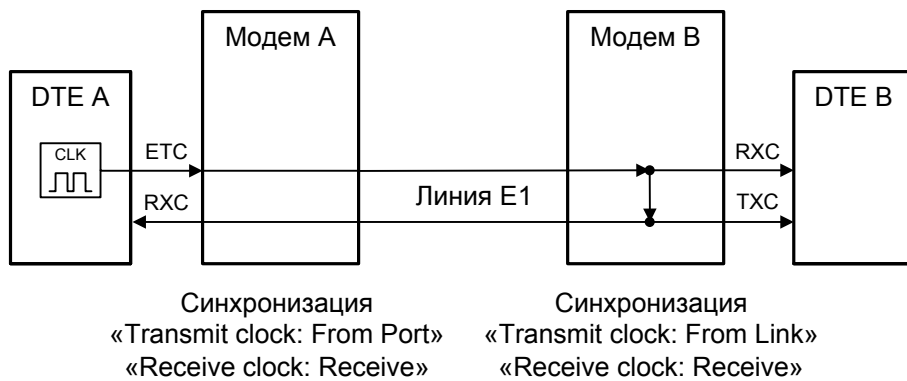 Модем А
Модем В
DTE A
DTE B
CLK
ETC
RXC
RXC
Линия E1
TXC
Синхронизация
«Transmit clock: From Port»
«Receive clock: Receive»
Синхронизация
«Transmit clock: From Link»
«Receive clock: Receive»